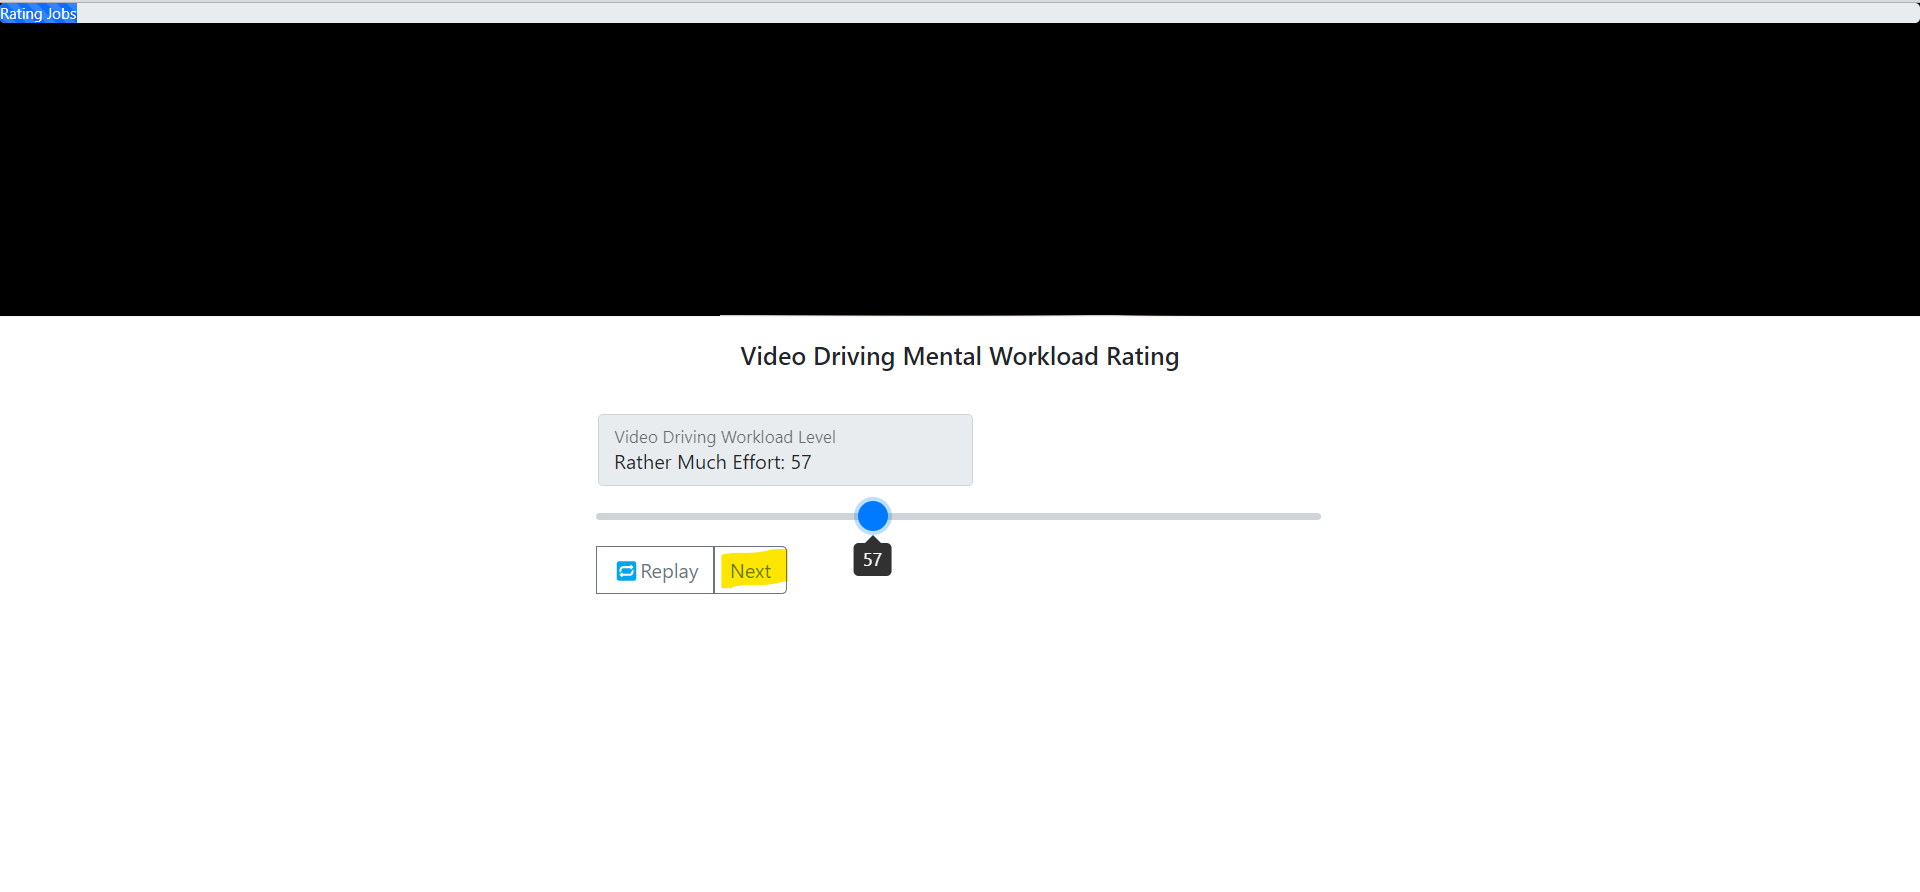 Rating Jobs
Video Driving Mental Workload Rating
Video Driving Workload Level
Rather Much Effort: 57
57
Replay Next